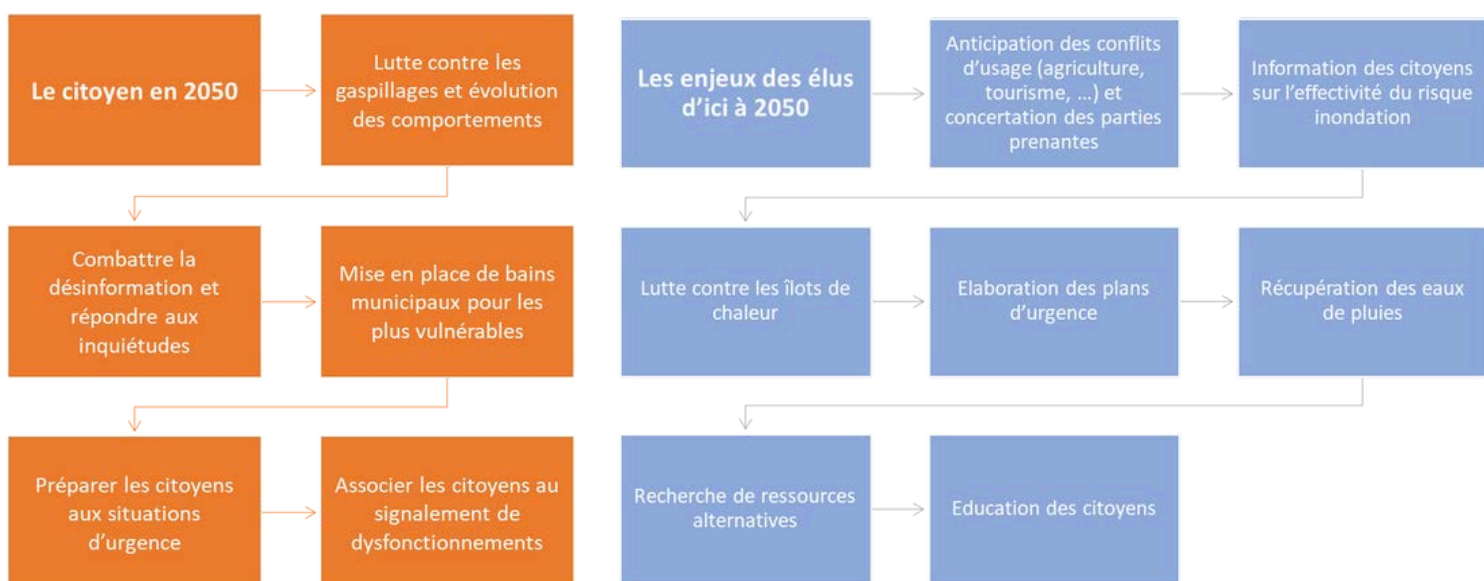 Le citoyen en 2050
Lutte contre les
gaspillages et évolution
des comportements
Combattre la
désinformation et
répondre aux
inquiétudes
Mise en place de bains
municipaux pour les
plus vulnérables
Préparer les citoyens
aux situations
d’urgence
Associer les citoyens au
signalement de
dysfonctionnements
Les enjeux des élus
d’ici à 2050
Anticipation des conflits
d’usage (agriculture,
tourisme, ...) et
concertation des parties
prenantes
Information des citoyens
sur l’effectivité du risque
inondation
Lutte contre les îlots de
chaleur
Elaboration des plans
d’urgence
Récupération des eaux
de pluies
Recherche de ressources
alternatives
Education des citoyens